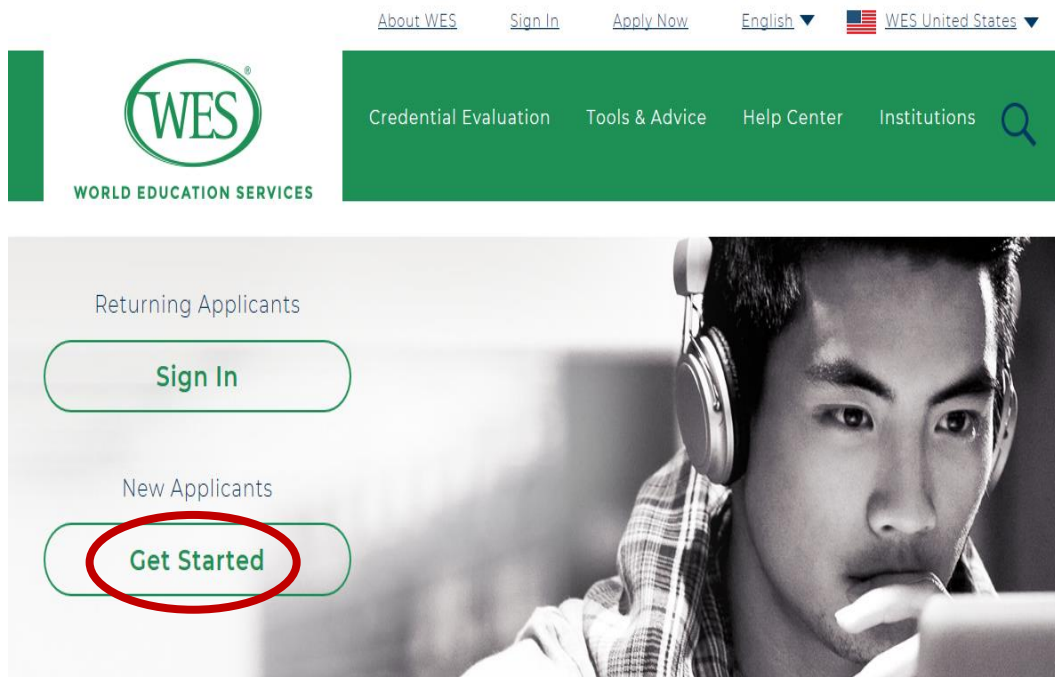 About WES Sign In Apply Now English WES United States
WES®
WORLD EDUCATION SERVICES
Credential Evaluation Tools & Advice Help Center Institutions
Returning Applicants
Sign In
New Applicants
Get Started